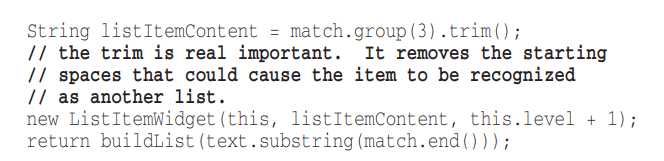 String listItemContent = match.group(3).trim();
// the trim is real important.  It removes the starting
// spaces that could cause the item to be recognized
// as another list.
new ListItemWidget(this, listItemContent, this.level + 1);
return buildList(text.substring(match.end()));